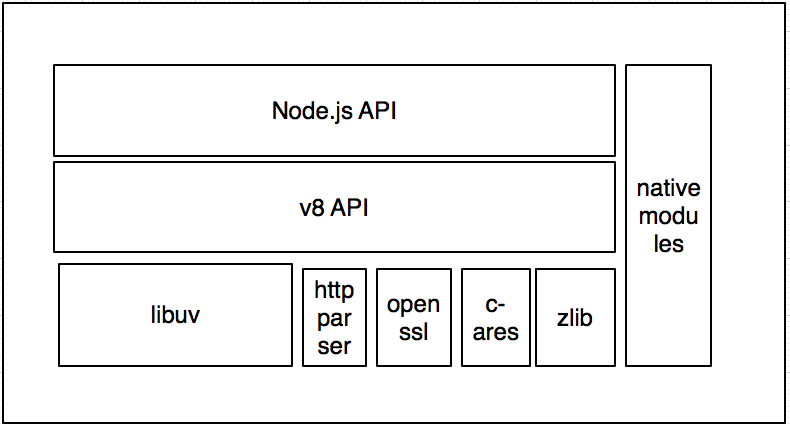 Node.js API
native
modu
les
v8 API
libuv
http
par
ser
open
ssl
c-
ares
zlib